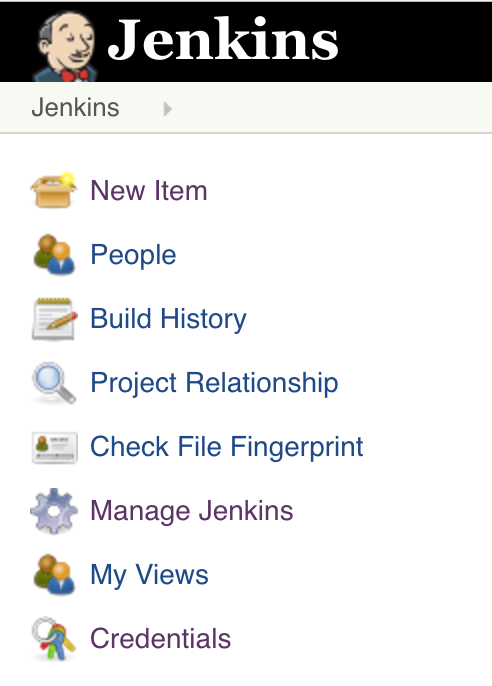 Jenkins
Jenkins
New Item
People
Build History
Project Relationship
Check File Fingerprint
Manage Jenkins
My Views
Credentials